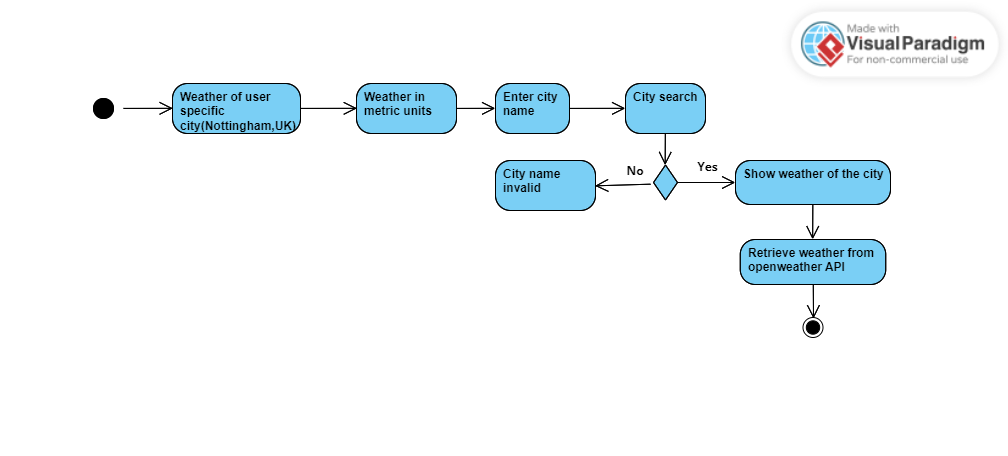 Made with
Visual Paradigm
For non-commercial use
Weather of user
specific
city(Nottingham,UK)
Weather in
metric units
Enter city
name
City search
No
Yes
City name
invalid
Show weather of the city
Retrieve weather from
openweather API